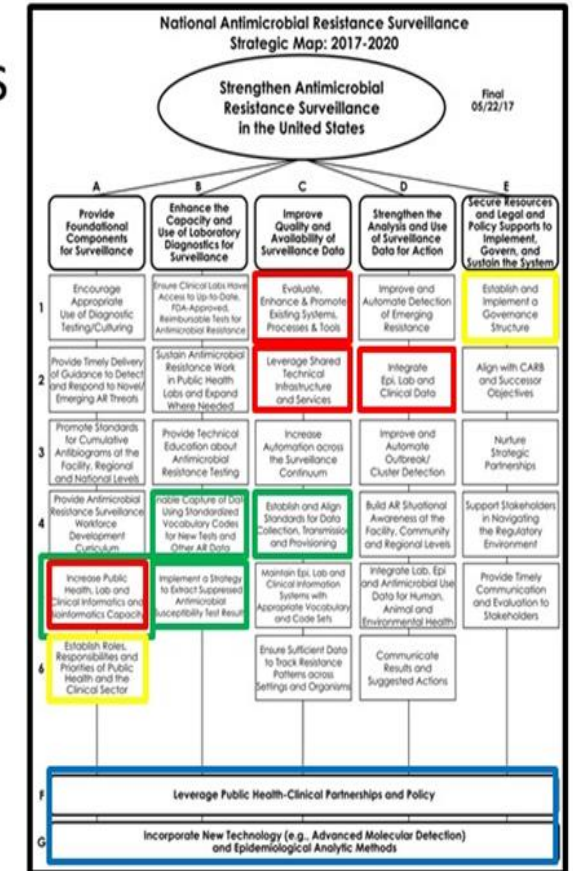 S
National Antimicrobial Resistance Surveillance
Strategic Map: 2017-2020
Strengthen Antimicrobial
Resistance Surveillance
in the United States
Final
05/22/17
A
B
C
D
E
Provide
Foundational
Components
for Surveillance
Enhance the
Capacity and
Use of Laboratory
Diagnostics for
Surveillance
Improve
Quality and
Availability of
Surveillance Data
Strengthen the
Analysis and Use
of Surveillance
Data for Action
Secure Resources
and Legal and
Policy Supports to
Implement,
Govern, and
Sustain the System
1
Encourage
Appropriate
Use of Diagnostic
Testing/Culturing
Ensure Clinical Labs Have
Access to Up-to-Date,
FDA-Approved,
Reimbursable Tests for
Antimicrobial Resistance
Evaluate,
Enhance & Promote
Existing Systems,
Processes & Tools
Improve and
Automate Detection
of Emerging
Resistance
Establish and
Implement a
Governance
Structure
2
Provide Timely Delivery
of Guidance to Detect
and Respond to Novel/
Emerging AR Threats
Sustain Antimicrobial
Resistance Work
in Public Health
Labs and Expand
Where Needed
Leverage Shared
Technical
Infrastructure
and Services
Integrate
Epi, Lab and
Clinical Data
Align with CARB
and Successor
Objectives
3
Promote Standards
for Cumulative
Antibiograms at the
Facility, Regional
and National Levels
Provide Technical
Education about
Antimicrobial
Resistance Testing
Increase
Automation across
the Surveillance
Continuum
Improve and
Automate
Outbreak/
Cluster Detection
Nurture
Strategic
Partnerships
4
Provide Antimicrobial
Resistance Surveillance
Workforce
Development
Curriculum
nable Capture of Dat
Using Standardized
Vocabulary Codes
for New Tests and
Other AR Data
Establish and Align
Standards for Data
Collection, Transmission
and Provisioning
Build AR Situational
Awareness at the
Facility, Community
and Regional Levels
Support Stakeholders
in Navigating
the Regulatory
Environment
Increase Public
Health, Lab and
Clinical Informatics and
ioinformatics Capacity
Implement a Strategy
to Extract Suppressed
Antimicrobial
usceptibility Test Result
Maintain Epi, Lab and
Clinical Information
Systems with
Appropriate Vocabulary
and Code Sets
Integrate Lab, Epi
and Antimicrobial Use
Data for Human,
Animal and
Environmental Health
Provide Timely
Communication
and Evaluation to
Stakeholders
6
Establish Roles,
Responsibilities and
Priorities of Public
Health and the
Clinical Sector
Ensure Sufficient Data
to Track Resistance
Patterns across
Settings and Organisms
Communicate
Results and
Suggested Actions
F
Leverage Public Health-Clinical Partnerships and Policy
G
Incorporate New Technology (e.g., Advanced Molecular Detection)
and Epidemiological Analytic Methods